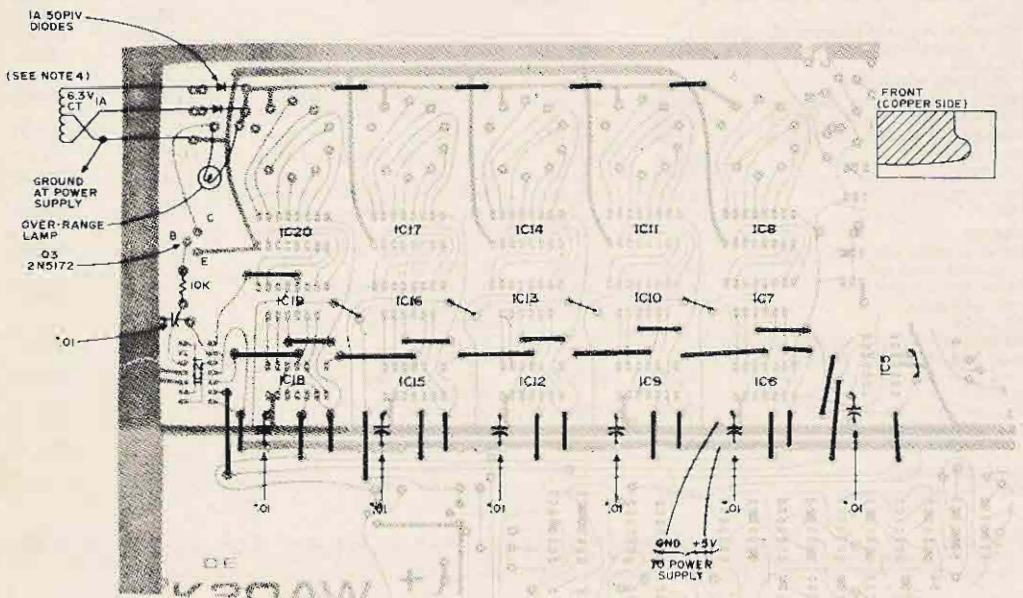 1A 50PIV
DIODES
(SEE NOTE 4)
6.3V 1A
CT
GROUND
AT POWER
SUPPLY
OVER-RANGE
LAMP
Q3
2N5172
C
B
E
10K
.01
FRONT
(COPPER SIDE)
IC20
IC17
IC14
IC11
IC8
IC19
IC16
IC13
IC10
IC7
IC21
IC18
IC15
IC12
IC9
IC6
IC5
.01
.01
.01
.01
.01
.01
GND +5V
TO POWER
SUPPLY